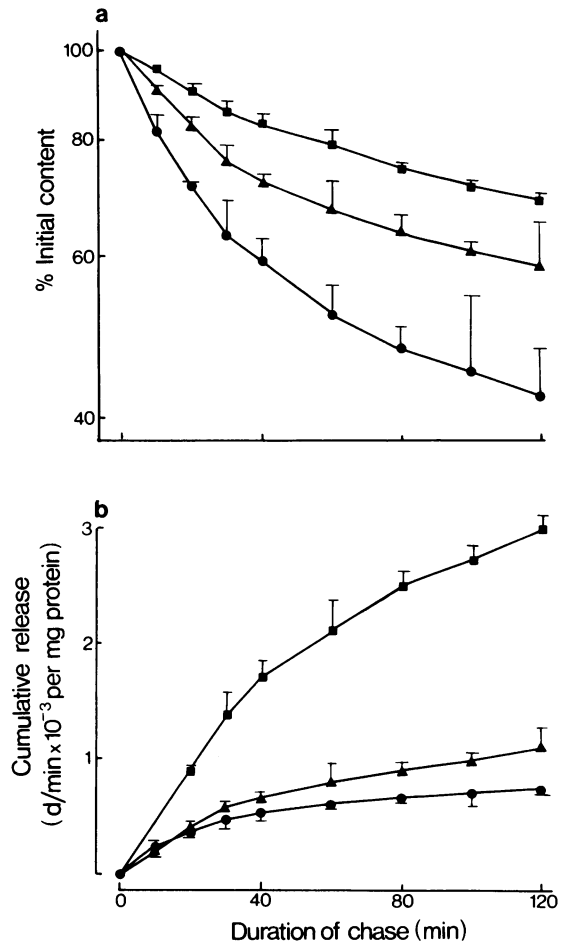 a
100
80
60
40
% Initial content
b
3
2
1
Cumulative release
(d/min x 10⁻³ per mg protein)
0
40
80
120
Duration of chase (min)